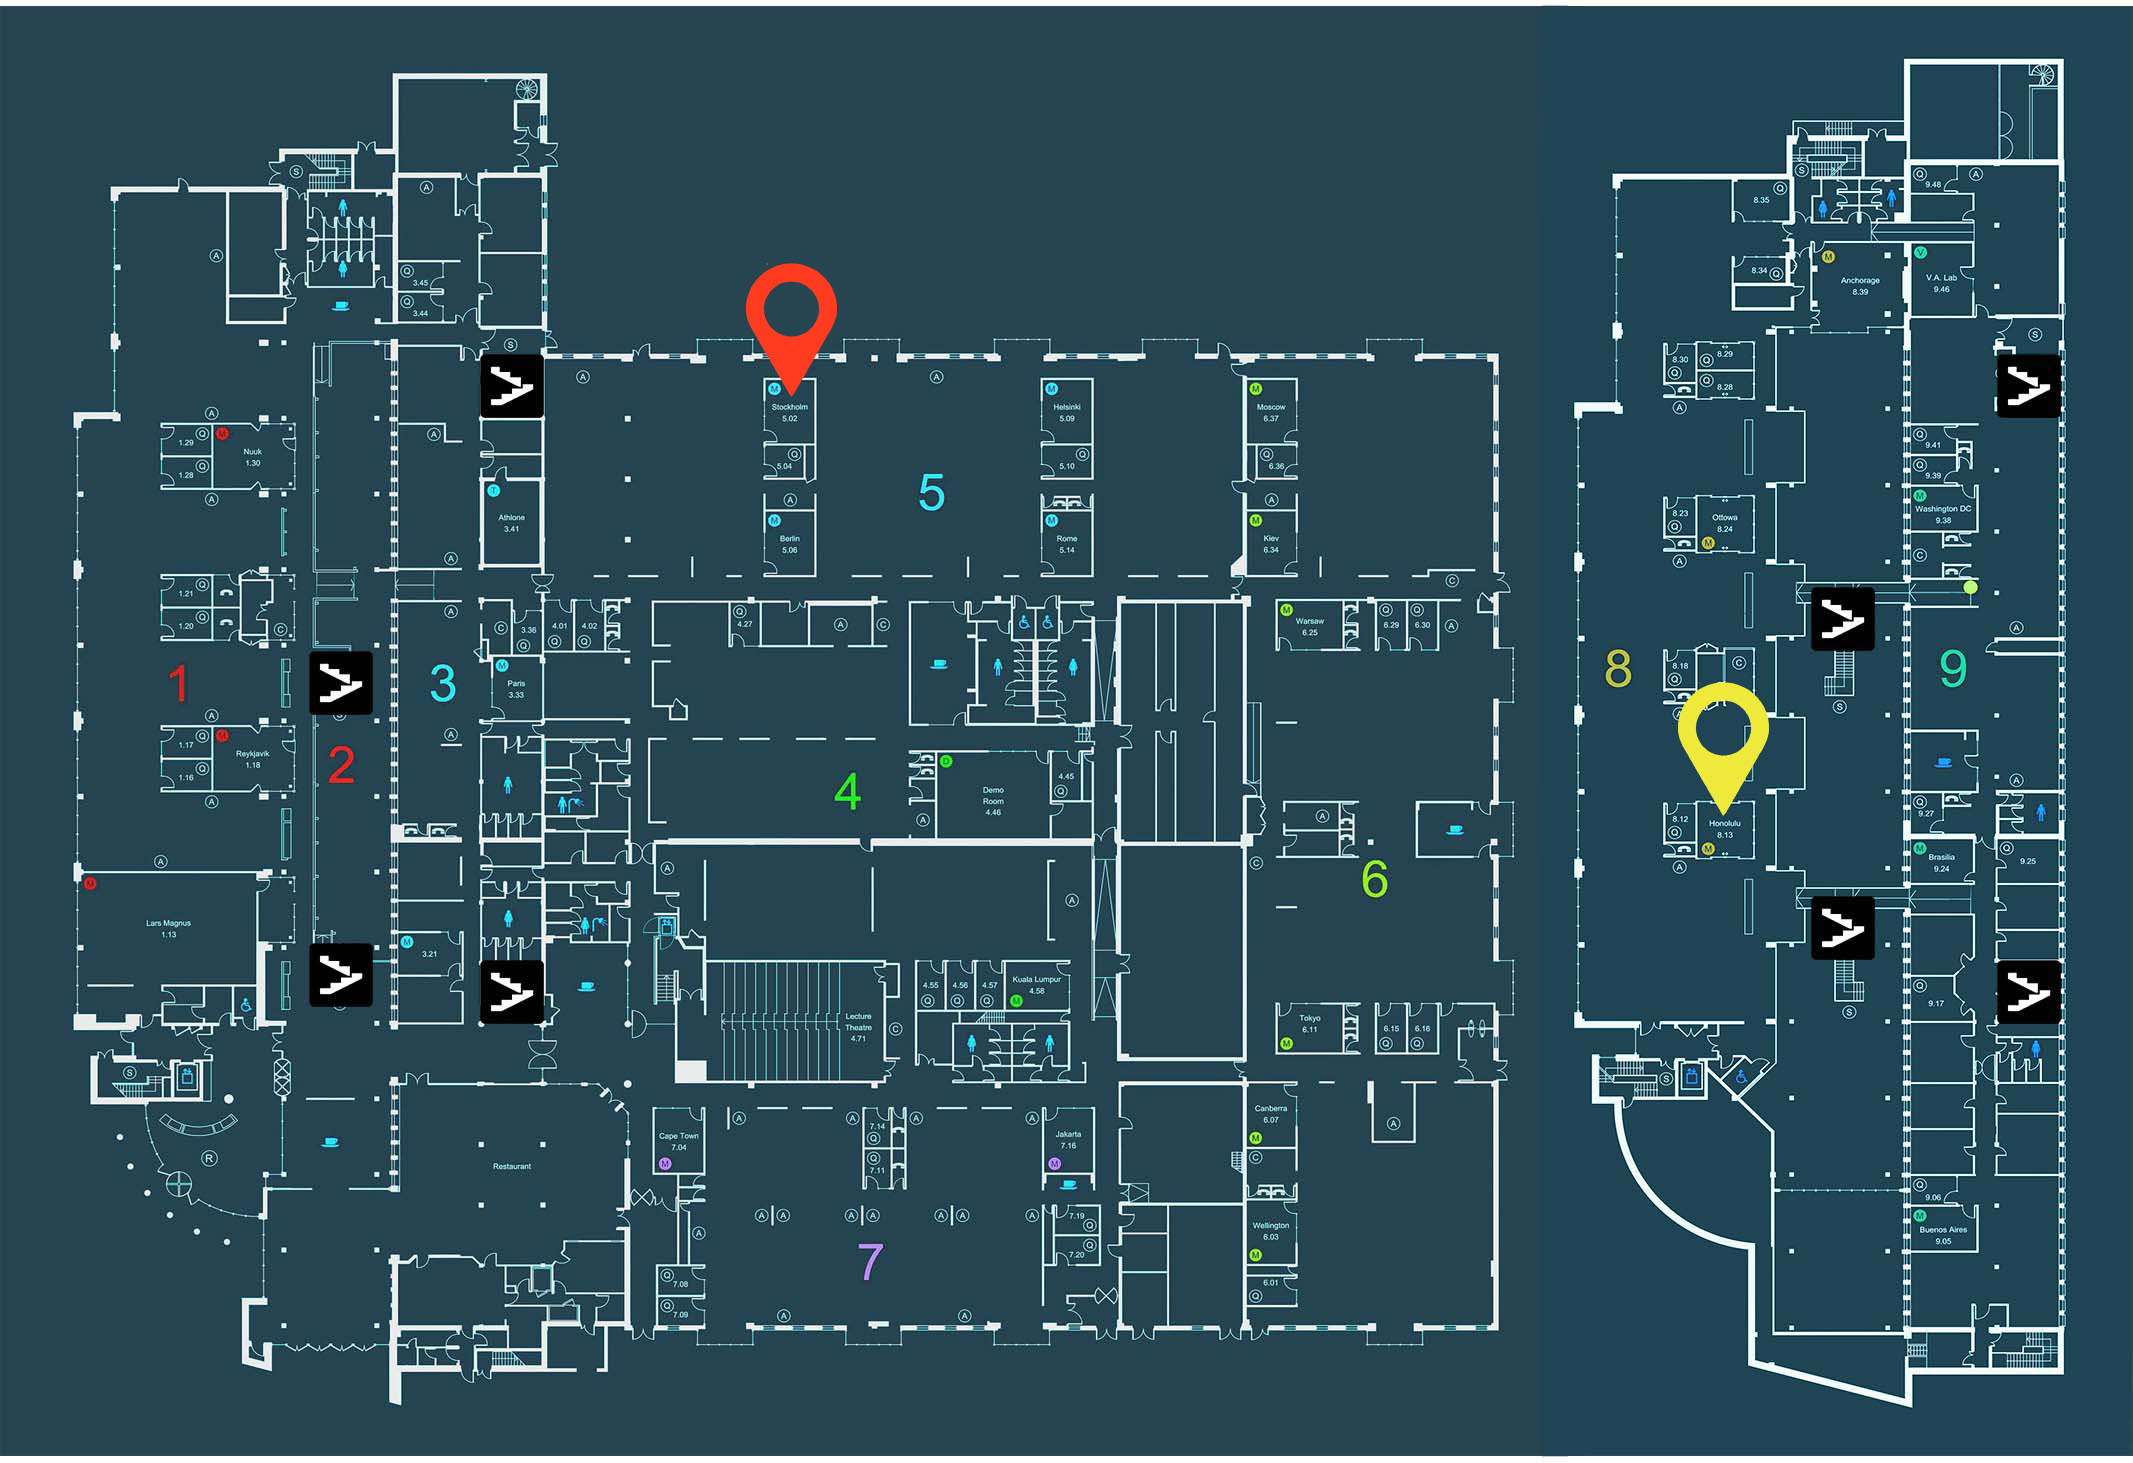 S
A
A
Q
3.45
Q
3.44
S
A
M
Stockholm
5.02
Q
5.04
A
M
Berlin
5.06
A
M
Helsinki
5.09
Q
5.10
M
Rome
5.14
5
M
Moscow
6.37
Q
6.36
A
M
Kiev
6.34
A
1.29
Q
M
Nuuk
1.30
1.28
Q
A
A
T
Athlone
3.41
A
1.21
Q
1.20
Q
C
1
A
1.17
Q
M
Reykjavik
1.18
1.16
Q
A
2
A
M
Lars Magnus
1.13
A
3
A
C
3.36
Q
4.01
Q
4.02
Q
M
Paris
3.33
M
3.21
Q
4.27
A
C
4
D
Demo
Room
4.46
4.45
Q
A
A
A
4.55
Q
4.56
Q
4.57
Q
Kuala Lumpur
4.58
M
Lecture
Theatre
4.71
C
C
M
Warsaw
6.25
Q
6.29
Q
6.30
A
A
C
6
Tokyo
6.11
M
6.15
Q
6.16
Q
Canberra
6.07
M
C
Wellington
6.03
M
6.01
Q
A
S
R
Restaurant
Cape Town
7.04
M
A
A
7.14
Q
Q
7.11
A
A
Jakarta
7.16
M
A
A
A
A
A
A
A
A
A
7.19
Q
Q
7.20
7
Q
7.08
Q
7.09
A
A
S
Q
8.35
8.34
Q
M
Anchorage
8.39
Q
9.48
A
V
V.A. Lab
9.46
S
8.30
Q
Q
8.29
Q
8.28
A
8.23
Q
Ottowa
8.24
M
A
8
8.18
Q
C
A
8.12
Q
Honolulu
8.13
M
A
S
S
Q
9.41
Q
9.39
M
Washington DC
9.38
C
A
9
A
Q
9.27
M
Brasilia
9.24
Q
9.25
Q
9.17
S
Q
9.06
M
Buenos Aires
9.05